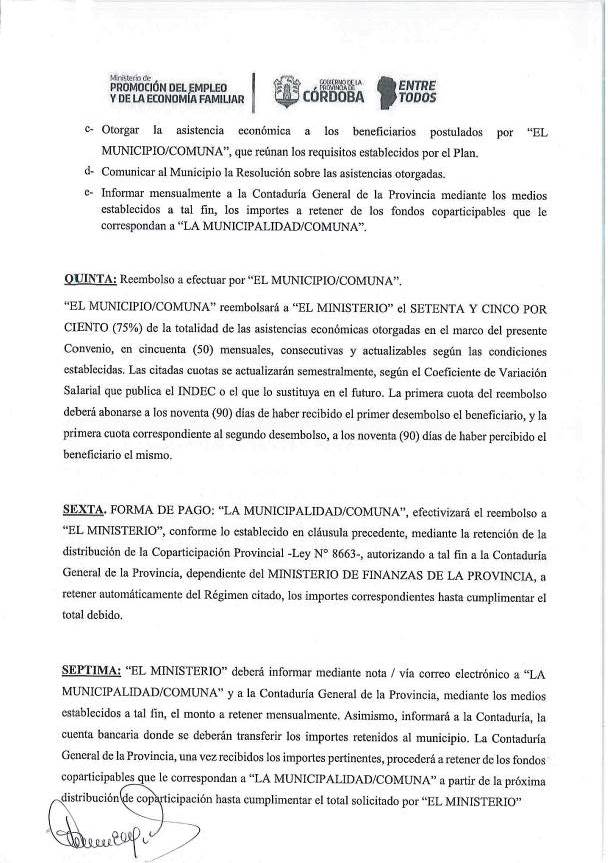 Ministerio de
PROMOCIÓN DEL EMPLEO
Y DE LA ECONOMÍA FAMILIAR
GOBIERNO DE LA
PROVINCIA DE
CÓRDOBA
ENTRE
TODOS
c- Otorgar la asistencia económica a los beneficiarios postulados por “EL
MUNICIPIO/COMUNA”, que reúnan los requisitos establecidos por el Plan.
d- Comunicar al Municipio la Resolución sobre las asistencias otorgadas.
e- Informar mensualmente a la Contaduría General de la Provincia mediante los medios
establecidos a tal fin, los importes a retener de los fondos coparticipables que le
correspondan a “LA MUNICIPALIDAD/COMUNA”.
QUINTA: Reembolso a efectuar por “EL MUNICIPIO/COMUNA”.
“EL MUNICIPIO/COMUNA” reembolsará a “EL MINISTERIO” el SETENTA Y CINCO POR
CIENTO (75%) de la totalidad de las asistencias económicas otorgadas en el marco del presente
Convenio, en cincuenta (50) mensuales, consecutivas y actualizables según las condiciones
establecidas. Las citadas cuotas se actualizarán semestralmente, según el Coeficiente de Variación
Salarial que publica el INDEC o el que lo sustituya en el futuro. La primera cuota del reembolso
deberá abonarse a los noventa (90) días de haber recibido el primer desembolso el beneficiario, y la
primera cuota correspondiente al segundo desembolso, a los noventa (90) días de haber percibido el
beneficiario el mismo.
SEXTA. FORMA DE PAGO: “LA MUNICIPALIDAD/COMUNA”, efectivizará el reembolso a
“EL MINISTERIO”, conforme lo establecido en cláusula precedente, mediante la retención de la
distribución de la Coparticipación Provincial -Ley N° 8663-, autorizando a tal fin a la Contaduría
General de la Provincia, dependiente del MINISTERIO DE FINANZAS DE LA PROVINCIA, a
retener automáticamente del Régimen citado, los importes correspondientes hasta cumplimentar el
total debido.
SEPTIMA: “EL MINISTERIO” deberá informar mediante nota / vía correo electrónico a “LA
MUNICIPALIDAD/COMUNA” y a la Contaduría General de la Provincia, mediante los medios
establecidos a tal fin, el monto a retener mensualmente. Asimismo, informará a la Contaduría, la
cuenta bancaria donde se deberán transferir los importes retenidos al municipio. La Contaduría
General de la Provincia, una vez recibidos los importes pertinentes, procederá a retener de los fondos
coparticipables que le correspondan a “LA MUNICIPALIDAD/COMUNA” a partir de la próxima
distribución de coparticipación hasta cumplimentar el total solicitado por “EL MINISTERIO”